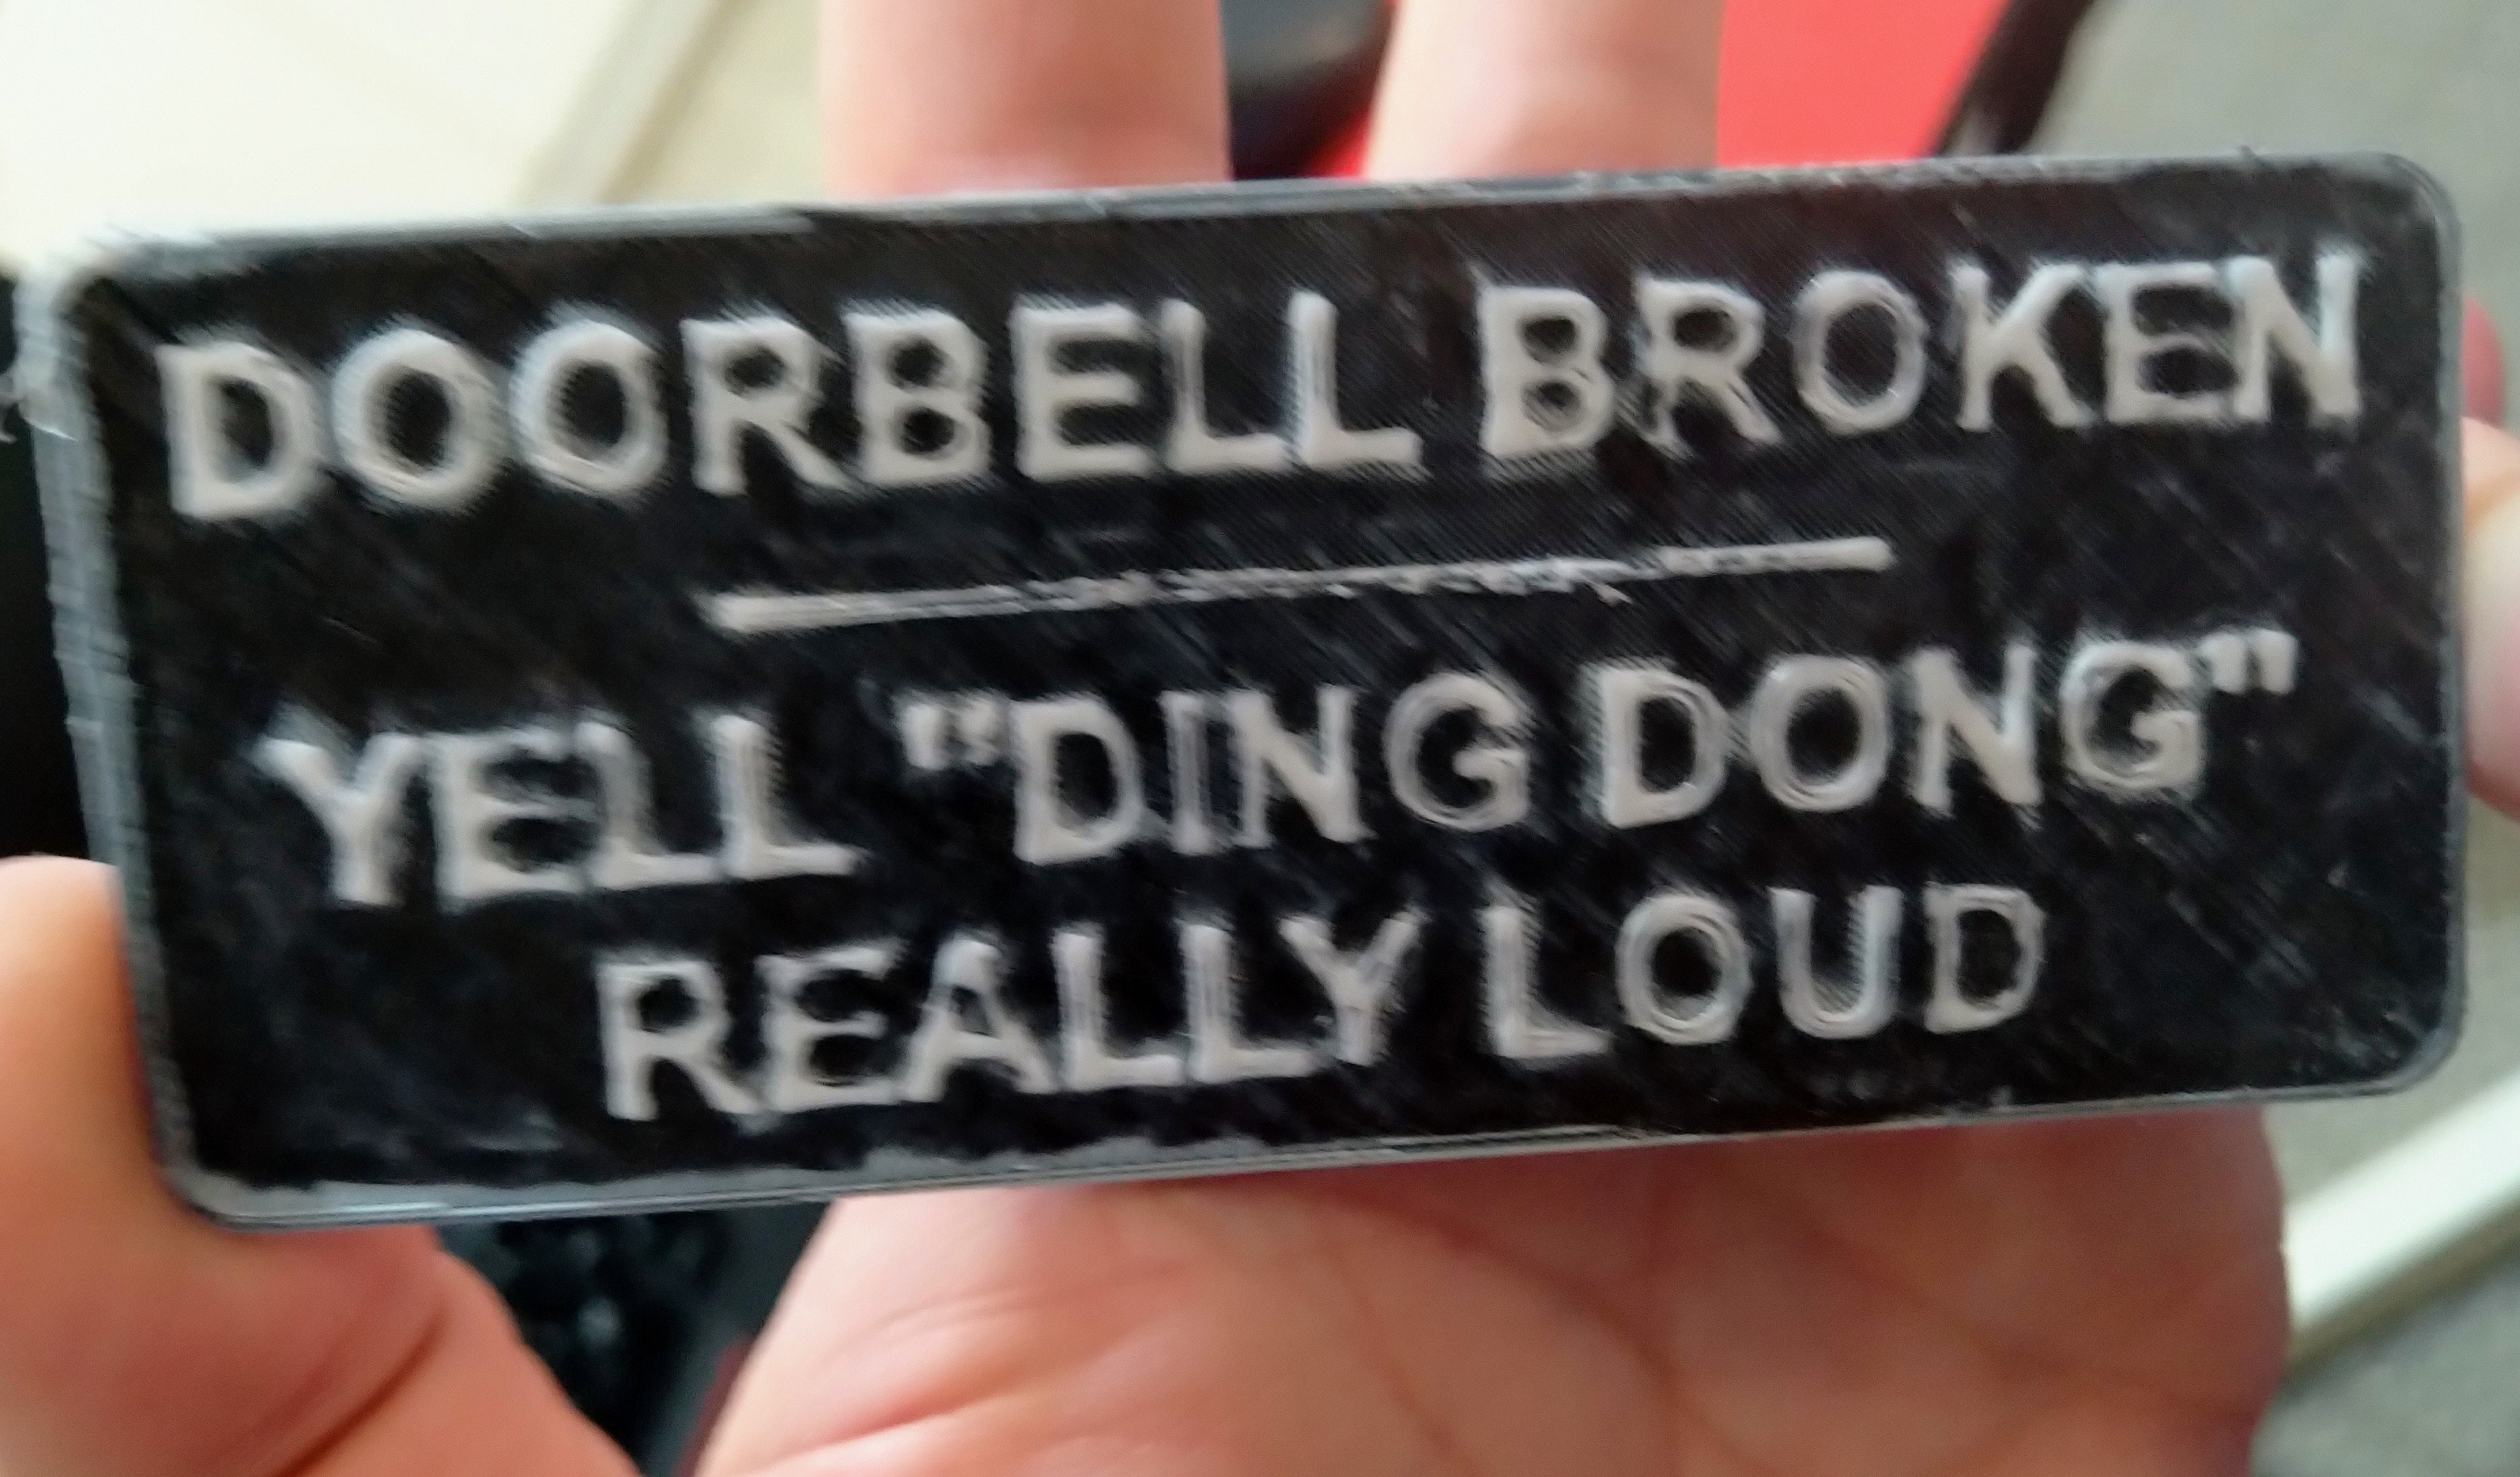 DOORBELL BROKEN
YELL "DING DONG"
REALLY LOUD